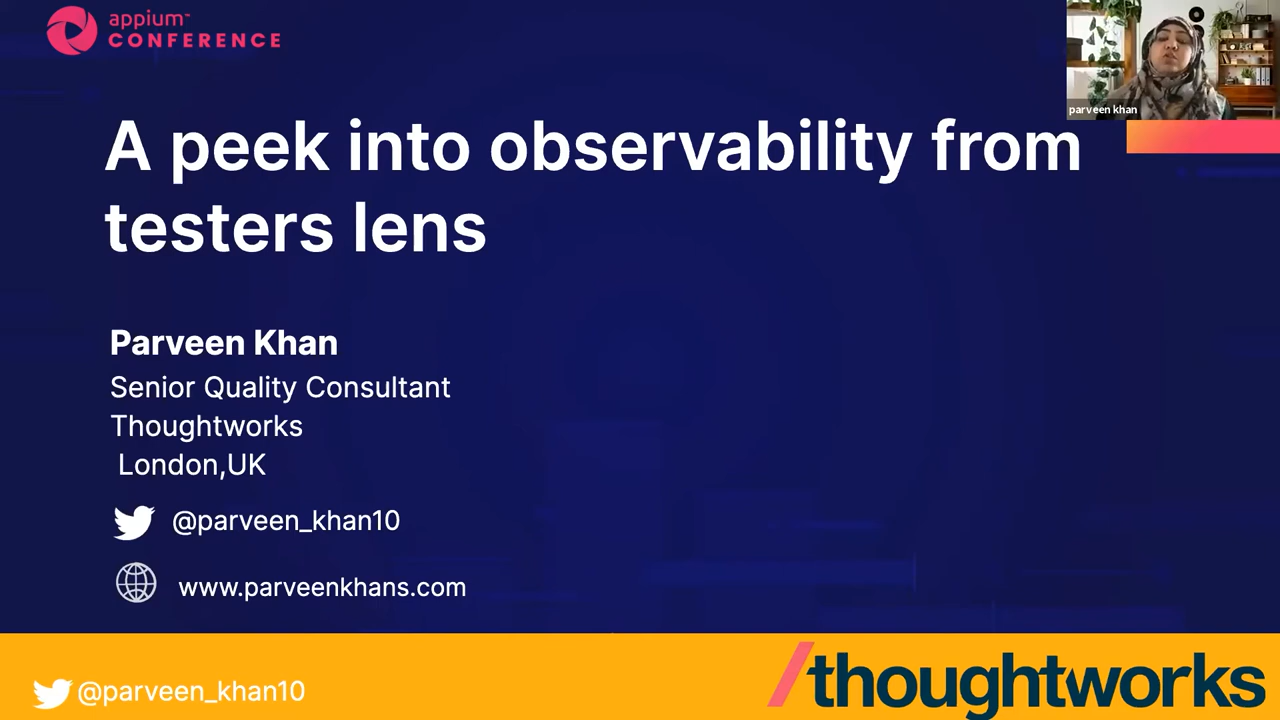 appium™
CONFERENCE
parveen khan
A peek into observability from
testers lens
Parveen Khan
Senior Quality Consultant
Thoughtworks
London,UK
@parveen_khan10
www.parveenkhans.com
@parveen_khan10
/thoughtworks